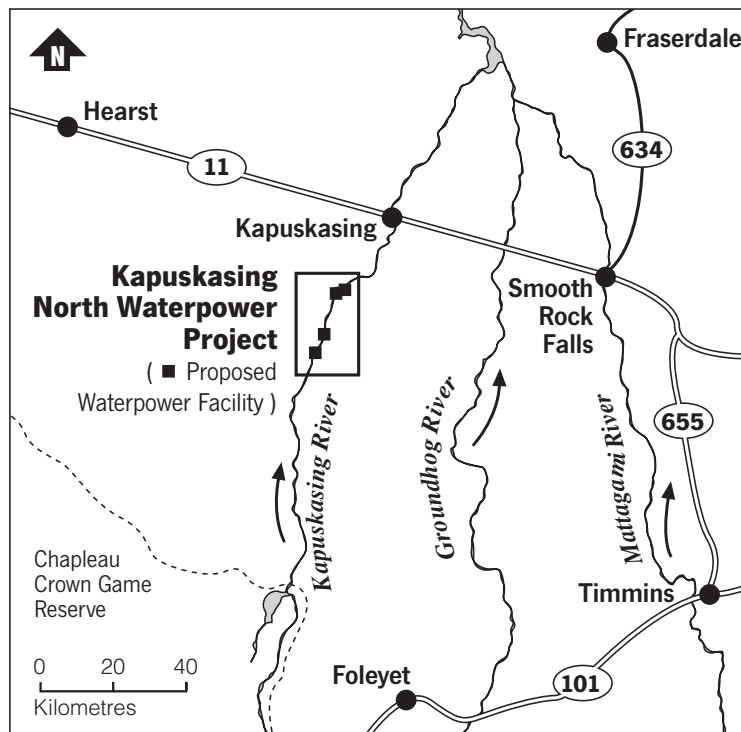 N
Fraserdale
Hearst
634
11
Kapuskasing
Kapuskasing
North Waterpower
Project
( ■ Proposed
Waterpower Facility )
Smooth
Rock
Falls
655
Kapuskasing River
Groundhog River
Mattagami River
Chapleau
Crown Game
Reserve
Timmins
0 20 40
Kilometres
Foleyet
101